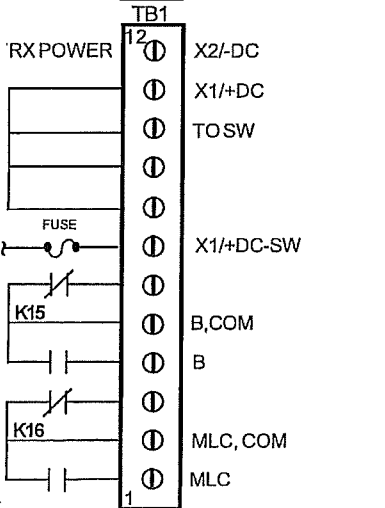 TB1
12
TRX POWER X2/-DC
X1/+DC
TO SW
FUSE
X1/+DC-SW
K15
B,COM
B
K16
MLC, COM
MLC
1